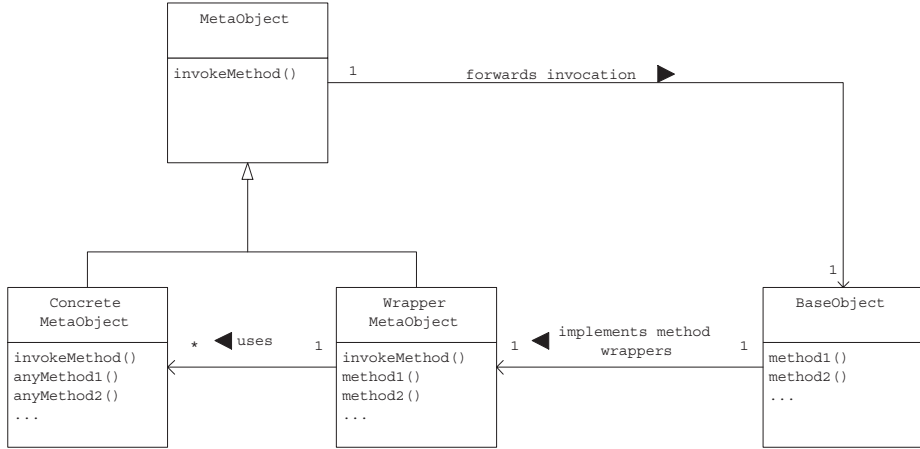 MetaObject
invokeMethod()
1
forwards invocation
1
Concrete
MetaObject
invokeMethod()
anyMethod1()
anyMethod2()
...
*
uses
1
Wrapper
MetaObject
invokeMethod()
method1()
method2()
...
1
implements method
wrappers
1
BaseObject
method1()
method2()
...